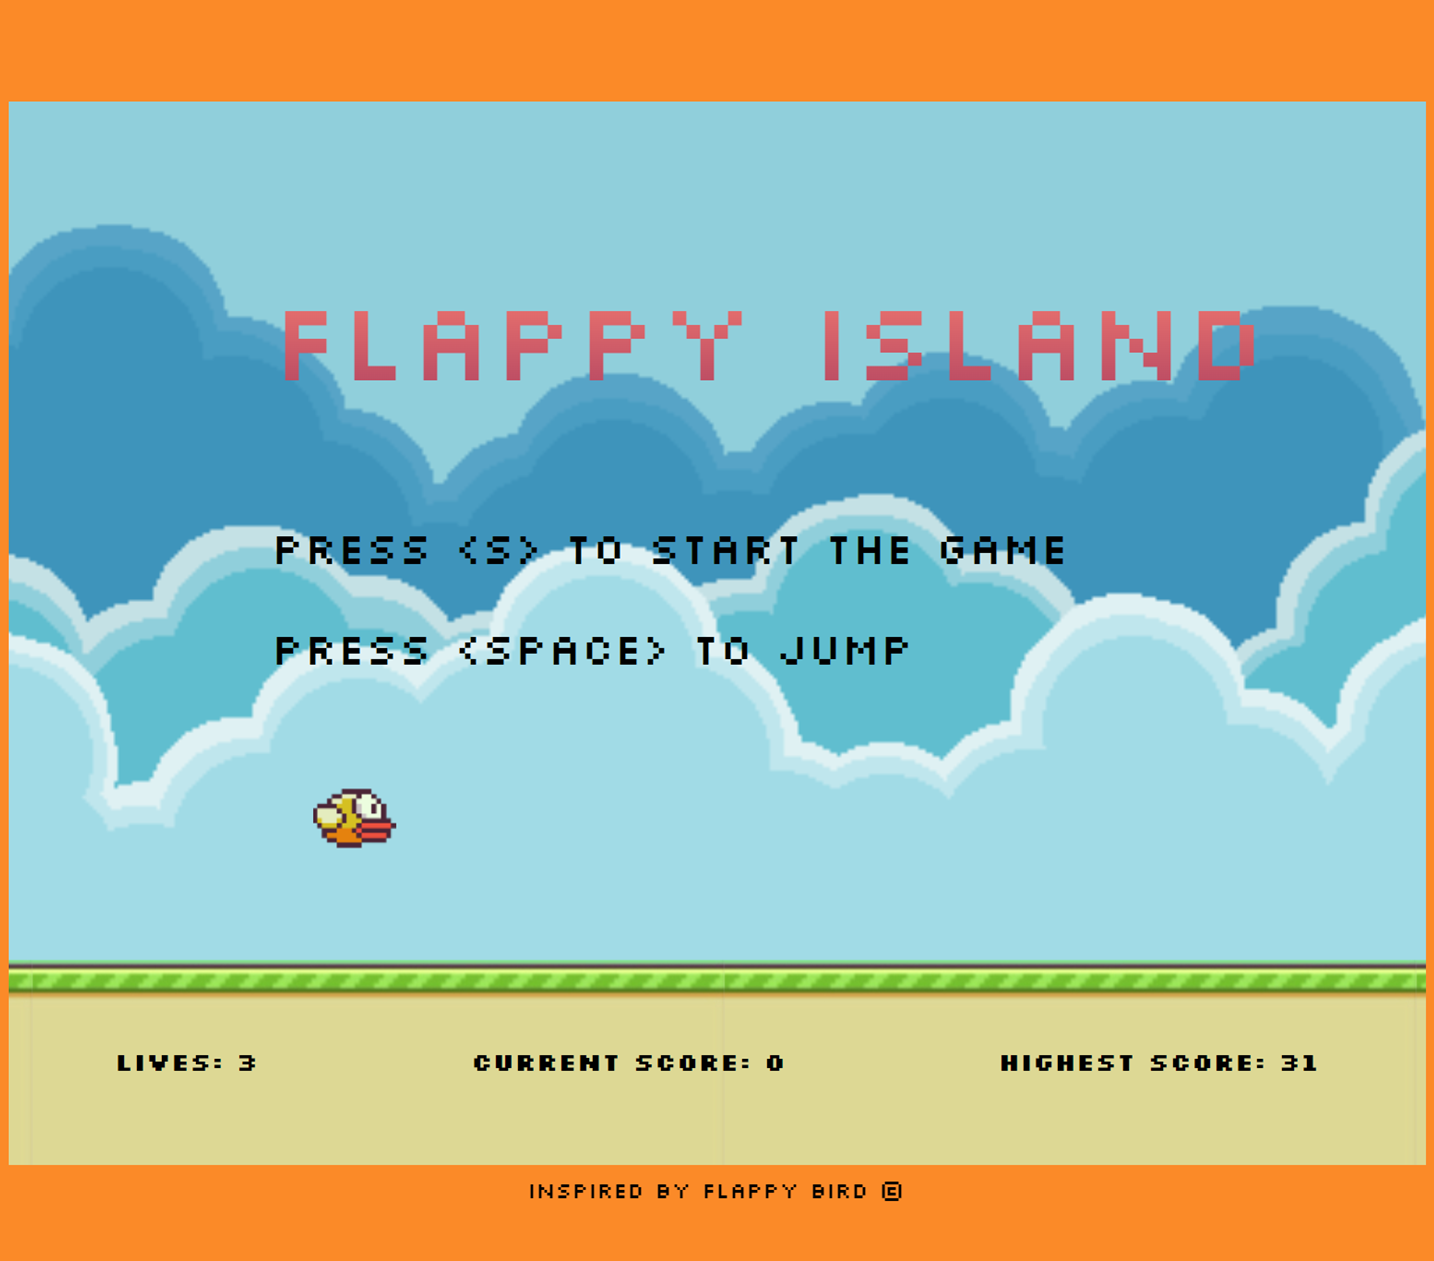 FLAPPY ISLAND
PRESS <S> TO START THE GAME
PRESS <SPACE> TO JUMP
LIVES: 3 CURRENT SCORE: 0 HIGHEST SCORE: 31
INSPIRED BY FLAPPY BIRD ©